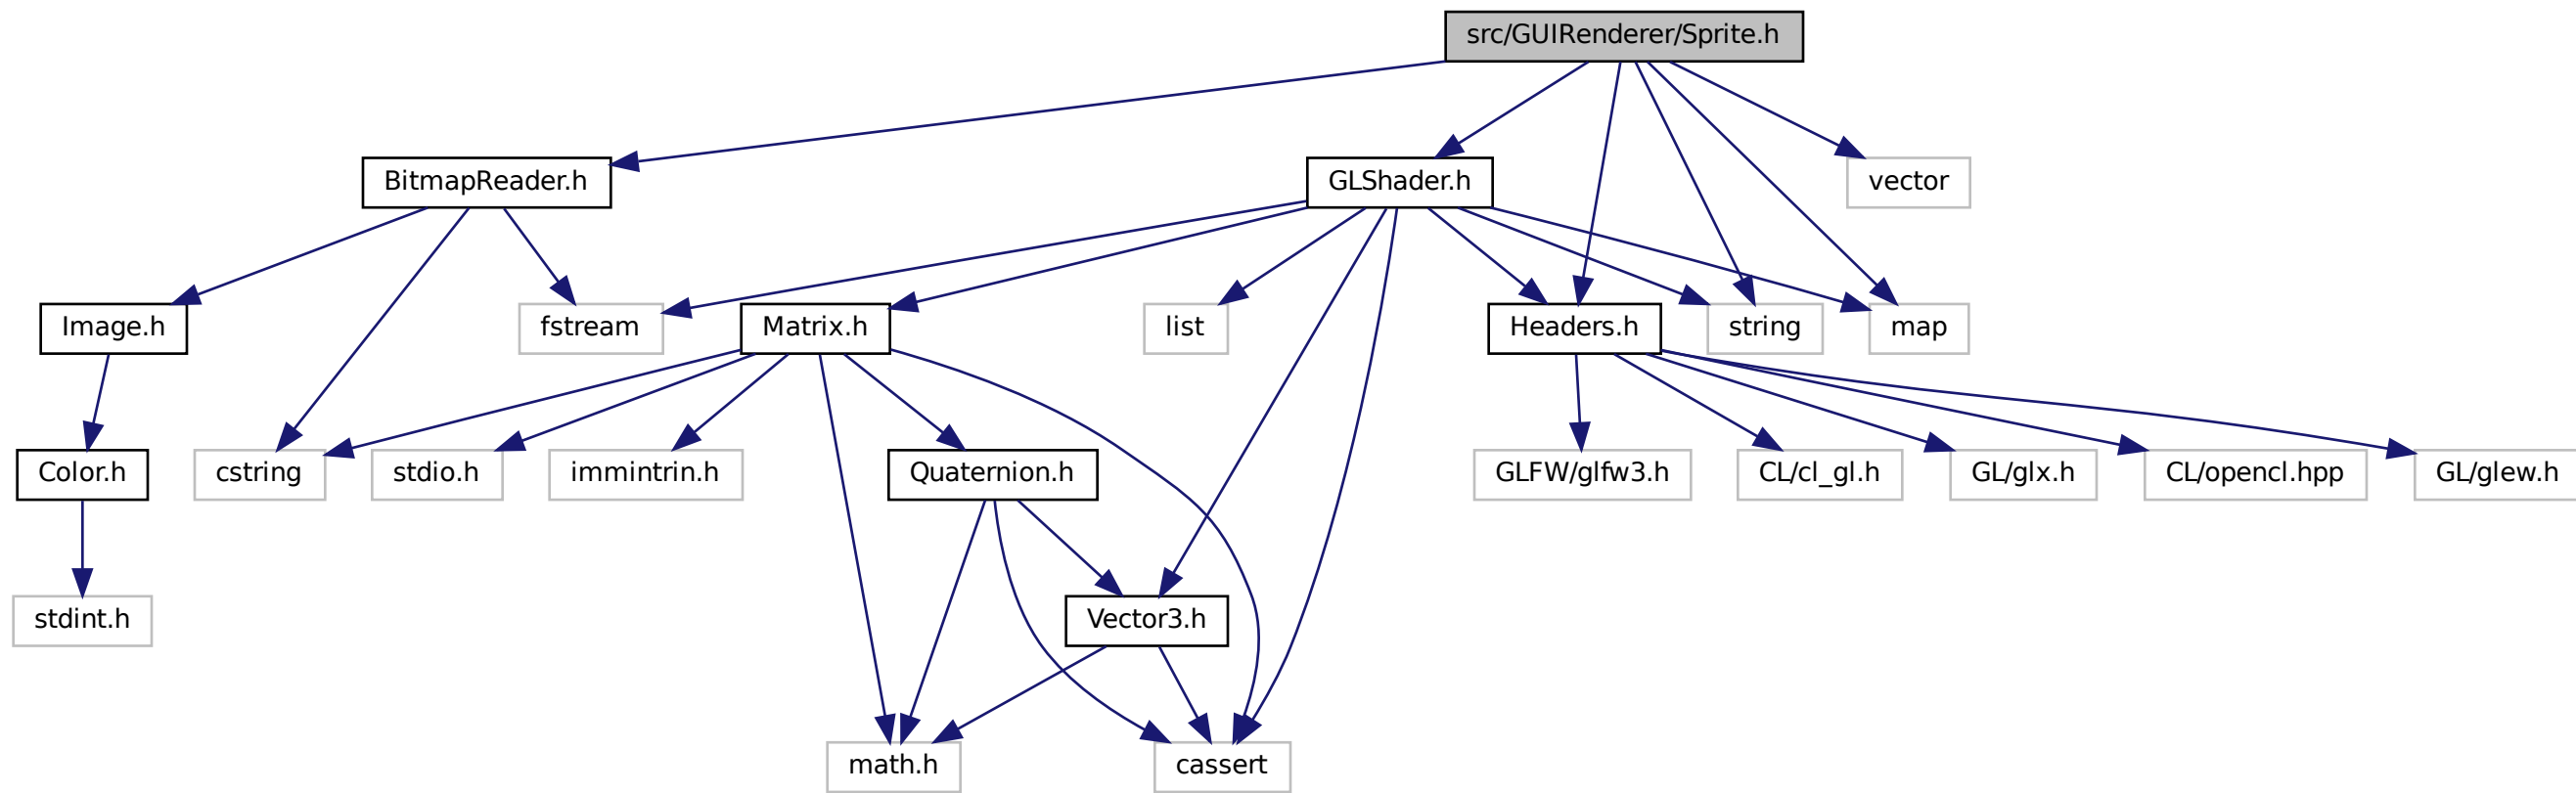 src/GUIRenderer/Sprite.h
BitmapReader.h
GLShader.h
vector
Image.h
fstream
Matrix.h
list
Headers.h
string
map
Color.h
cstring
stdio.h
immintrin.h
Quaternion.h
GLFW/glfw3.h
CL/cl_gl.h
GL/glx.h
CL/opencl.hpp
GL/glew.h
stdint.h
Vector3.h
math.h
cassert